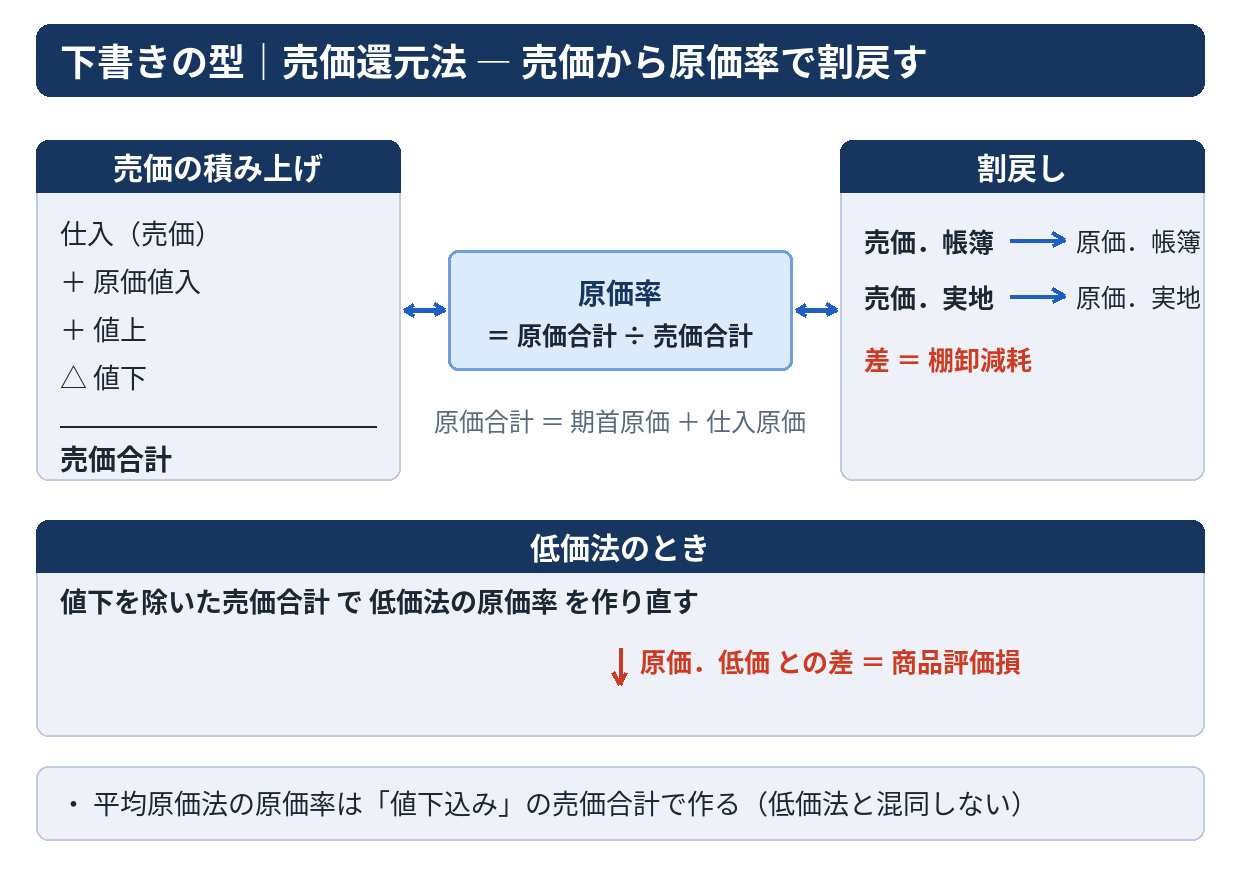 下書きの型｜売価還元法 ― 売価から原価率で割戻す
売価の積み上げ
仕入（売価）
＋ 原価値入
＋ 値上
△ 値下
売価合計
原価率
＝ 原価合計 ÷ 売価合計
原価合計 ＝ 期首原価 ＋ 仕入原価
割戻し
売価．帳簿 → 原価．帳簿
売価．実地 → 原価．実地
差 ＝ 棚卸減耗
低価法のとき
値下を除いた売価合計 で 低価法の原価率 を作り直す
↓ 原価．低価 との差 ＝ 商品評価損
・ 平均原価法の原価率は「値下込み」の売価合計で作る（低価法と混同しない）